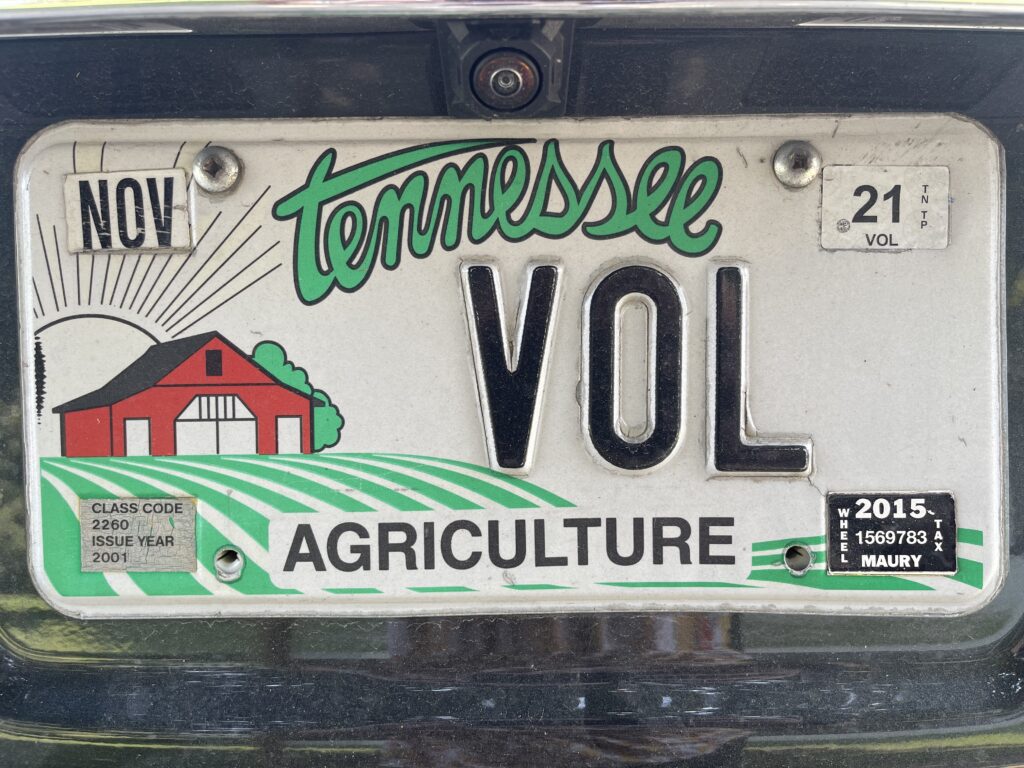 NOV
tennessee
21
TN TP
VOL
VOL
CLASS CODE
2260
ISSUE YEAR
2001
AGRICULTURE
WHEEL
2015
1569783
MAURY
TAX